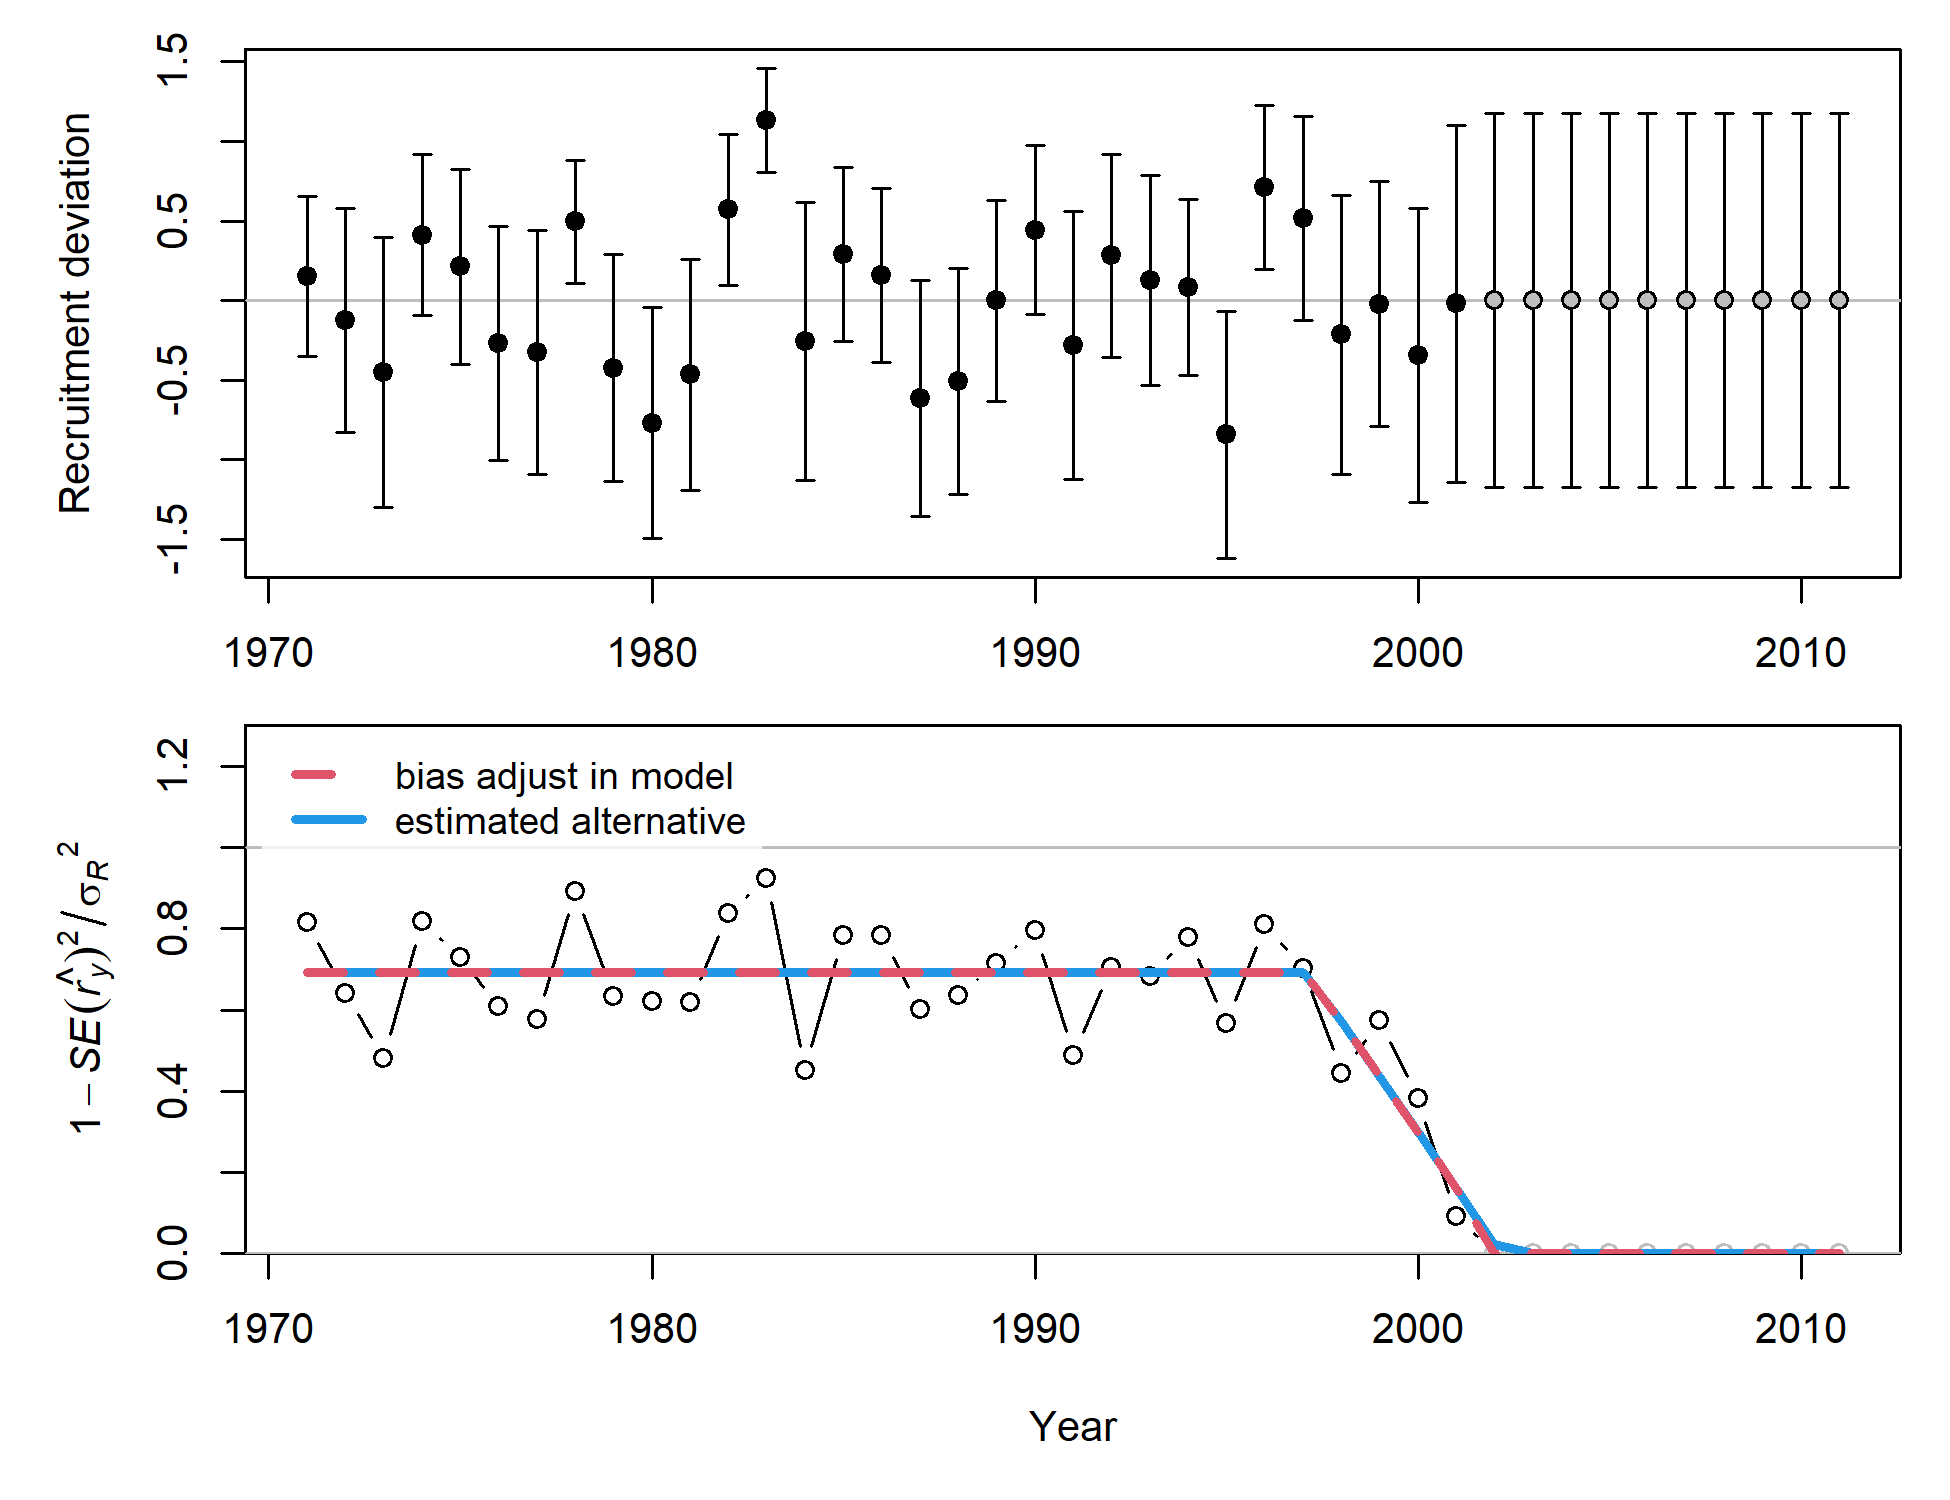 Recruitment deviation
1.5
0.5
-0.5
-1.5
1970 1980 1990 2000 2010
bias adjust in model
estimated alternative
1 − SE(r̂y)² / σR²
1.2
0.8
0.4
0.0
1970 1980 1990 2000 2010
Year